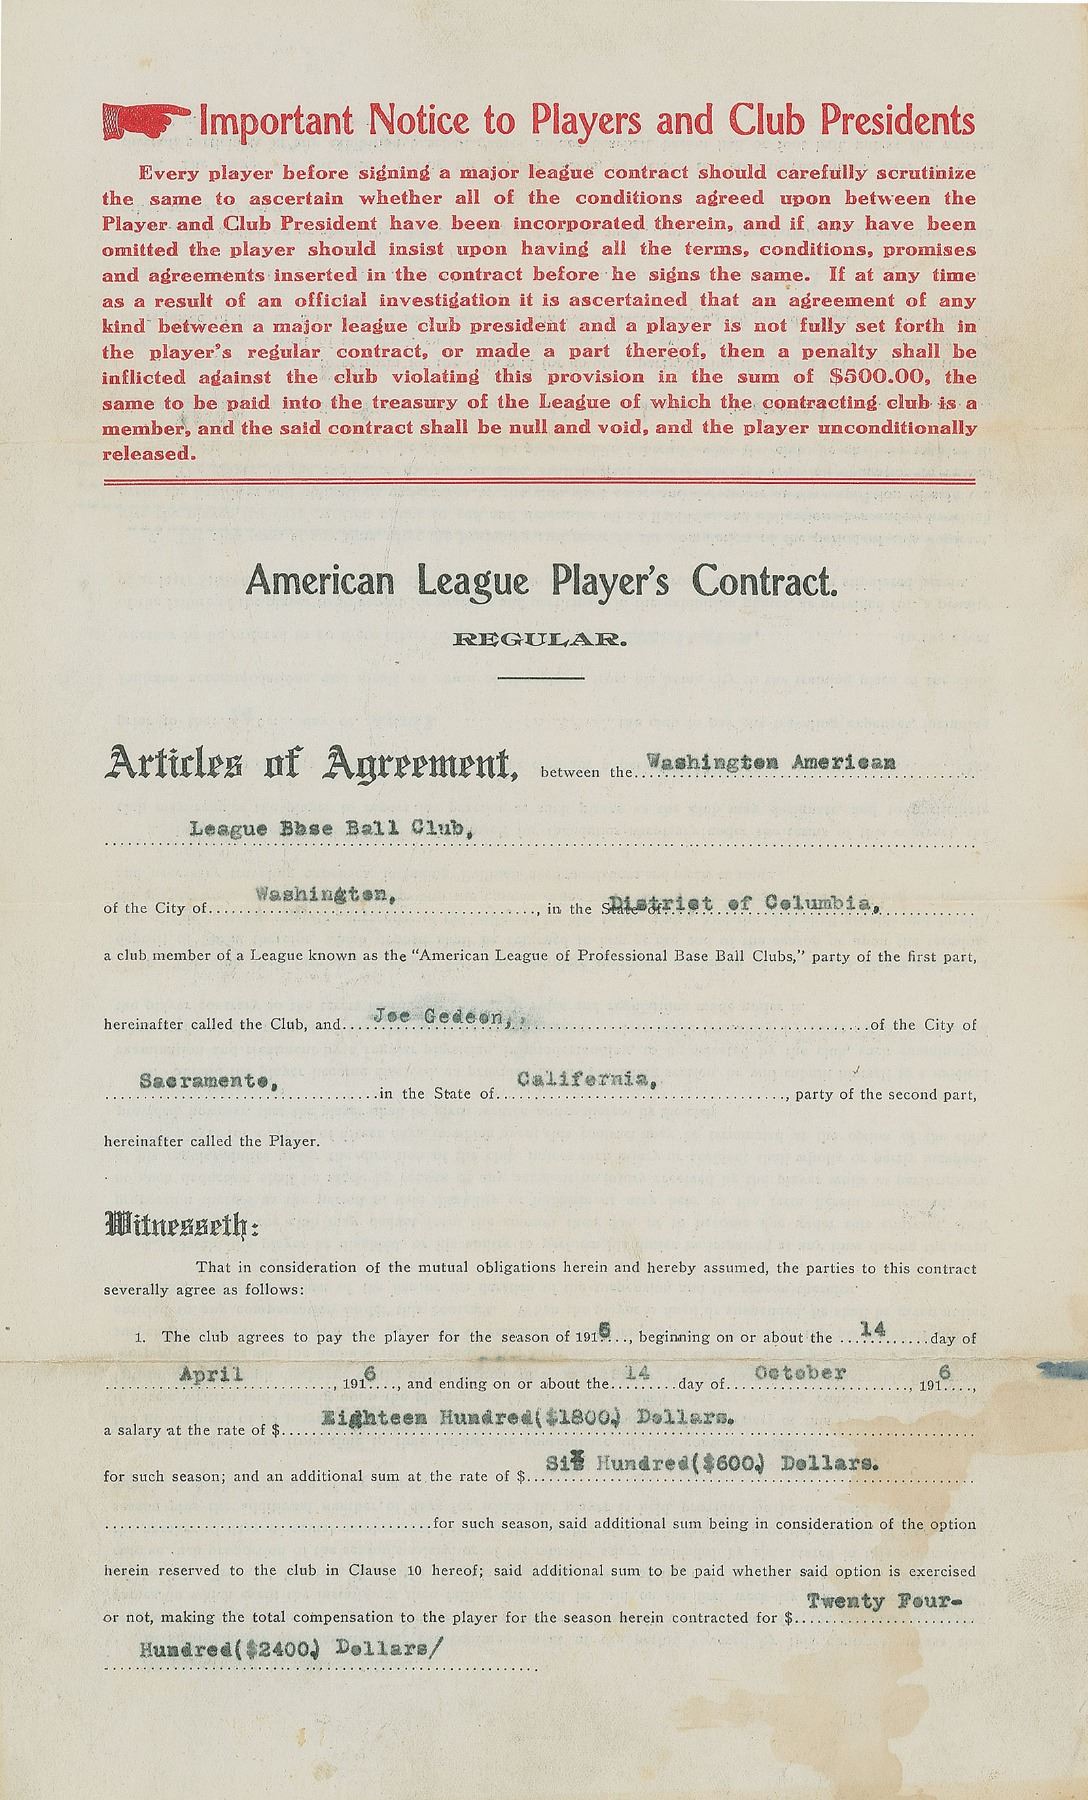 Important Notice to Players and Club Presidents
Every player before signing a major league contract should carefully scrutinize
the same to ascertain whether all of the conditions agreed upon between the
Player and Club President have been incorporated therein, and if any have been
omitted the player should insist upon having all the terms, conditions, promises
and agreements inserted in the contract before he signs the same. If at any time
as a result of an official investigation it is ascertained that an agreement of any
kind between a major league club president and a player is not fully set forth in
the player's regular contract, or made a part thereof, then a penalty shall be
inflicted against the club violating this provision in the sum of $500.00, the
same to be paid into the treasury of the League of which the contracting club is a
member, and the said contract shall be null and void, and the player unconditionally
released.
American League Player's Contract.
REGULAR.
Articles of Agreement, between the Washington American
League Base Ball Club,
of the City of Washington, , in the State of District of Columbia,
a club member of a League known as the "American League of Professional Base Ball Clubs," party of the first part,
hereinafter called the Club, and Joe Gedeon, of the City of
Sacramento, in the State of California, , party of the second part,
hereinafter called the Player.
Witnesseth:
That in consideration of the mutual obligations herein and hereby assumed, the parties to this contract
severally agree as follows:
1. The club agrees to pay the player for the season of 1916, beginning on or about the 14 day of
April , 1916, and ending on or about the 14 day of October , 1916,
a salary at the rate of $ Eighteen Hundred($1800) Dollars.
for such season; and an additional sum at the rate of $ Six Hundred($600) Dollars.
for such season, said additional sum being in consideration of the option
herein reserved to the club in Clause 10 hereof; said additional sum to be paid whether said option is exercised
or not, making the total compensation to the player for the season herein contracted for $ Twenty Four-
Hundred($2400) Dollars/